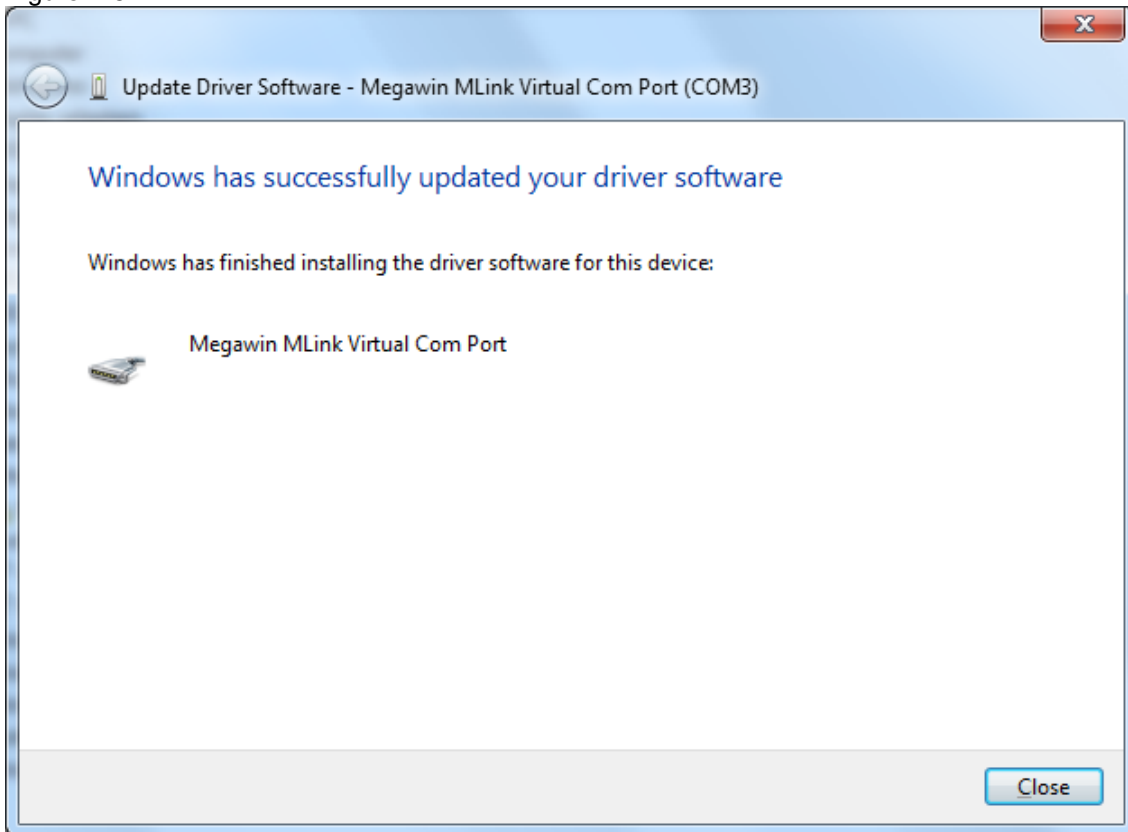 Update Driver Software - Megawin MLink Virtual Com Port (COM3)
Windows has successfully updated your driver software
Windows has finished installing the driver software for this device:
Megawin MLink Virtual Com Port
Close